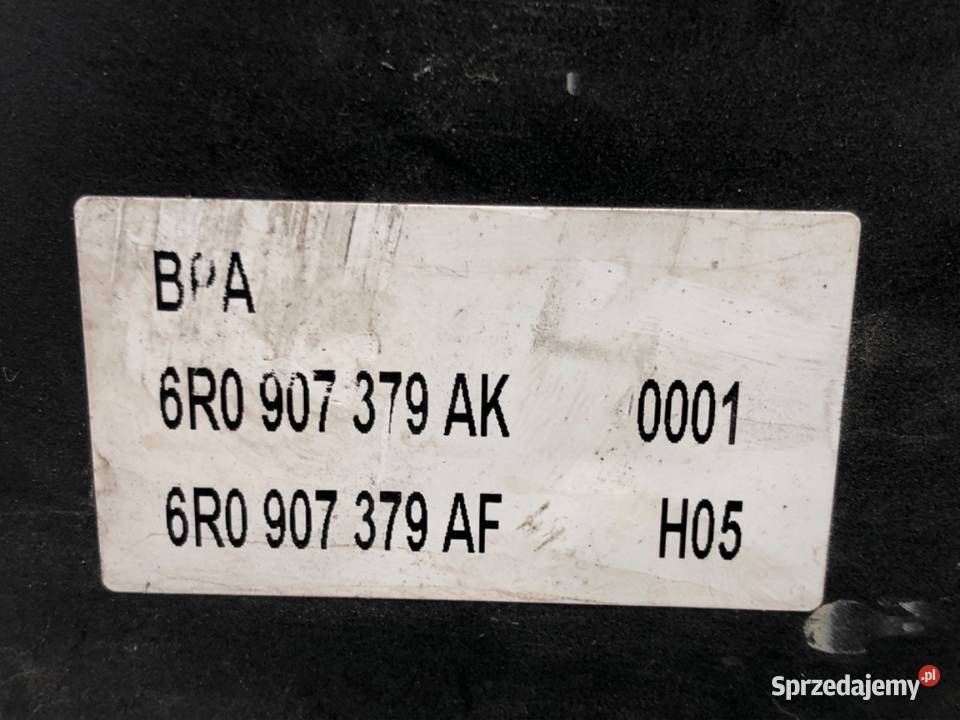 BPA
6R0 907 379 AK 0001
6R0 907 379 AF H05
Sprzedajemy.pl